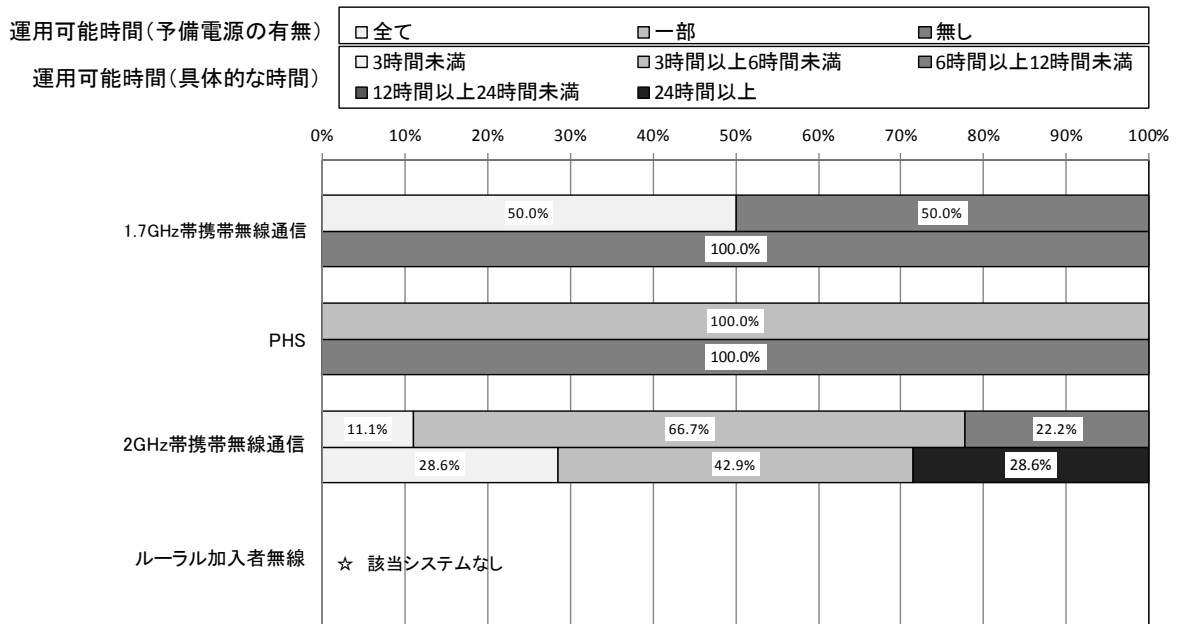 運用可能時間(予備電源の有無)
□全て □一部 ■無し
運用可能時間(具体的な時間)
□3時間未満 □3時間以上6時間未満 ■6時間以上12時間未満
■12時間以上24時間未満 ■24時間以上
0% 10% 20% 30% 40% 50% 60% 70% 80% 90% 100%
1.7GHz帯携帯無線通信
50.0% 50.0%
100.0%
PHS
100.0%
100.0%
2GHz帯携帯無線通信
11.1% 66.7% 22.2%
28.6% 42.9% 28.6%
ルーラル加入者無線
☆ 該当システムなし